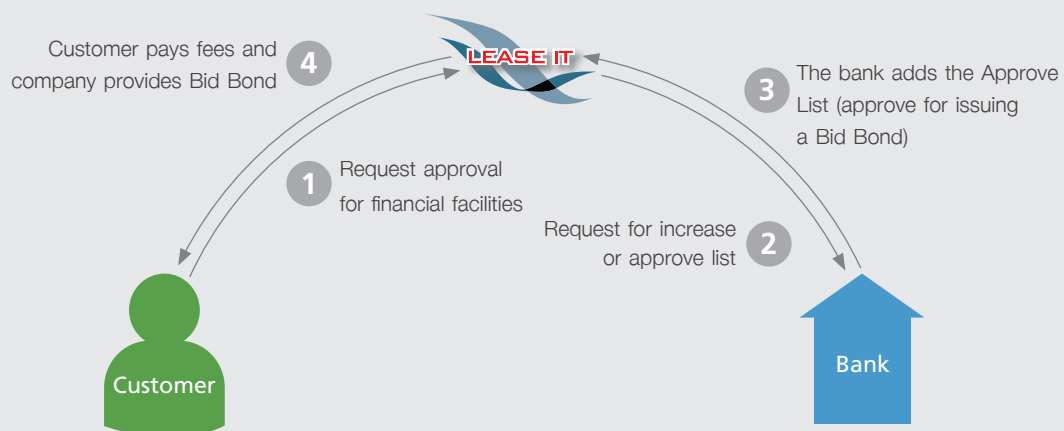 LEASE IT
Customer pays fees and
company provides Bid Bond
4
3
The bank adds the Approve
List (approve for issuing
a Bid Bond)
1
Request approval
for financial facilities
Request for increase
or approve list
2
Customer
Bank